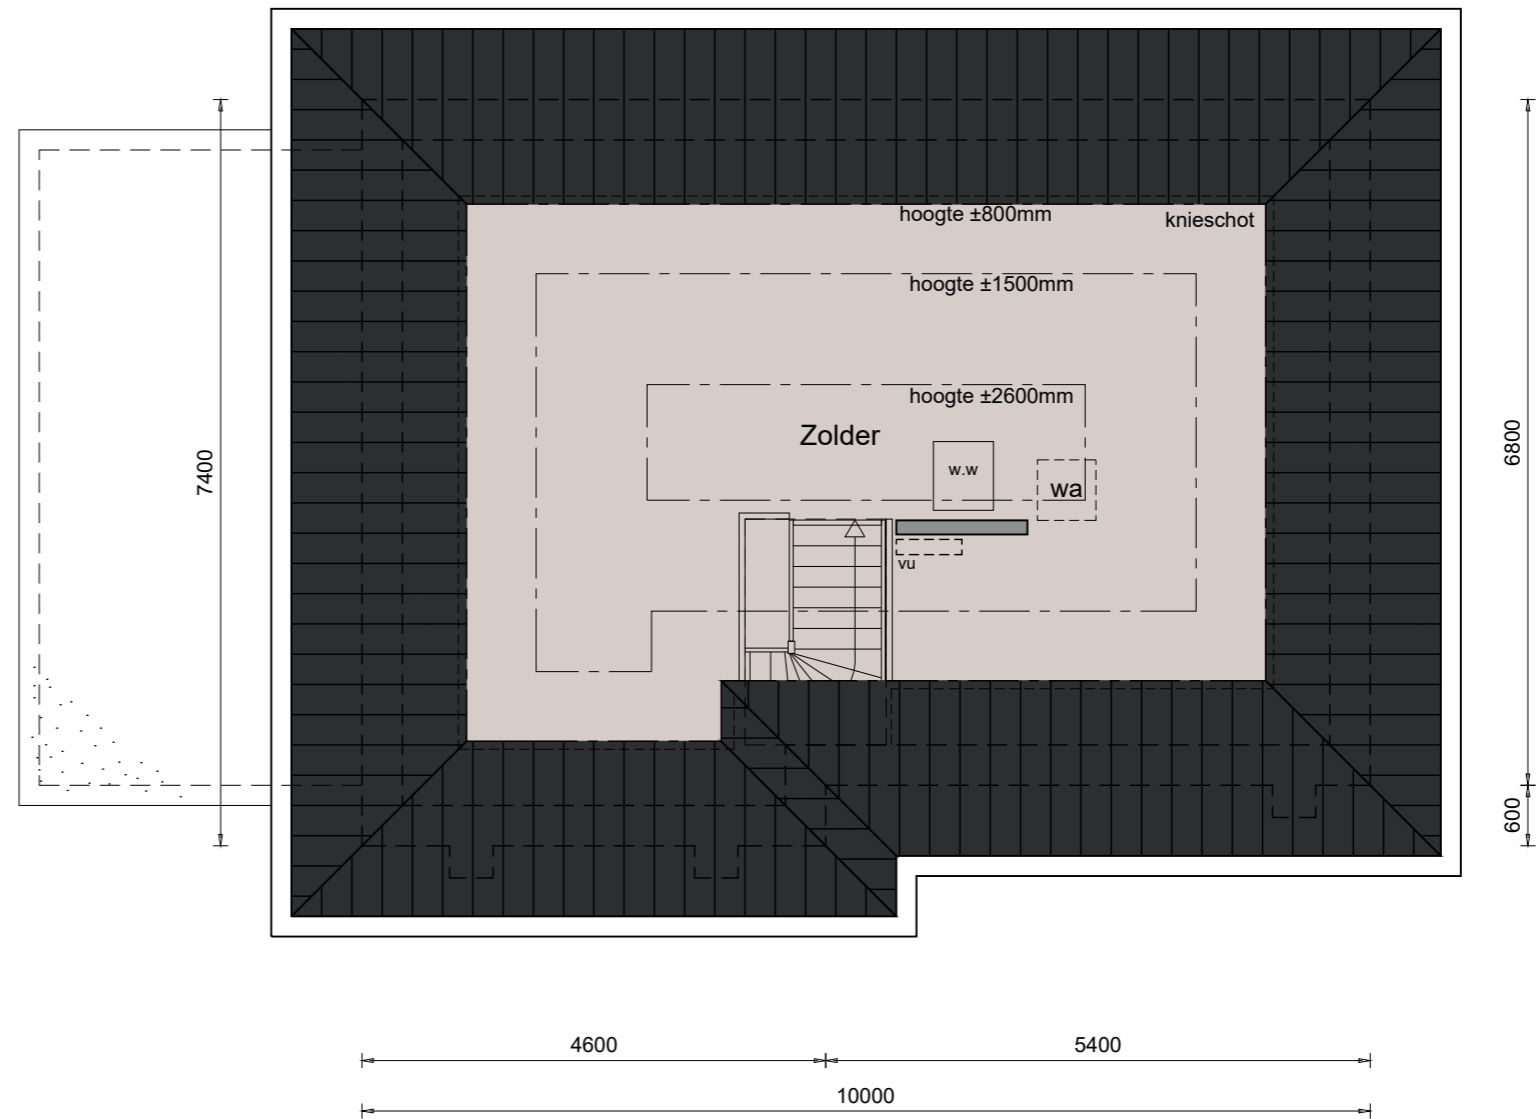 hoogte ±800mm
knieschot
hoogte ±1500mm
hoogte ±2600mm
Zolder
w.w
wa
vu
7400
6800
600
4600
5400
10000